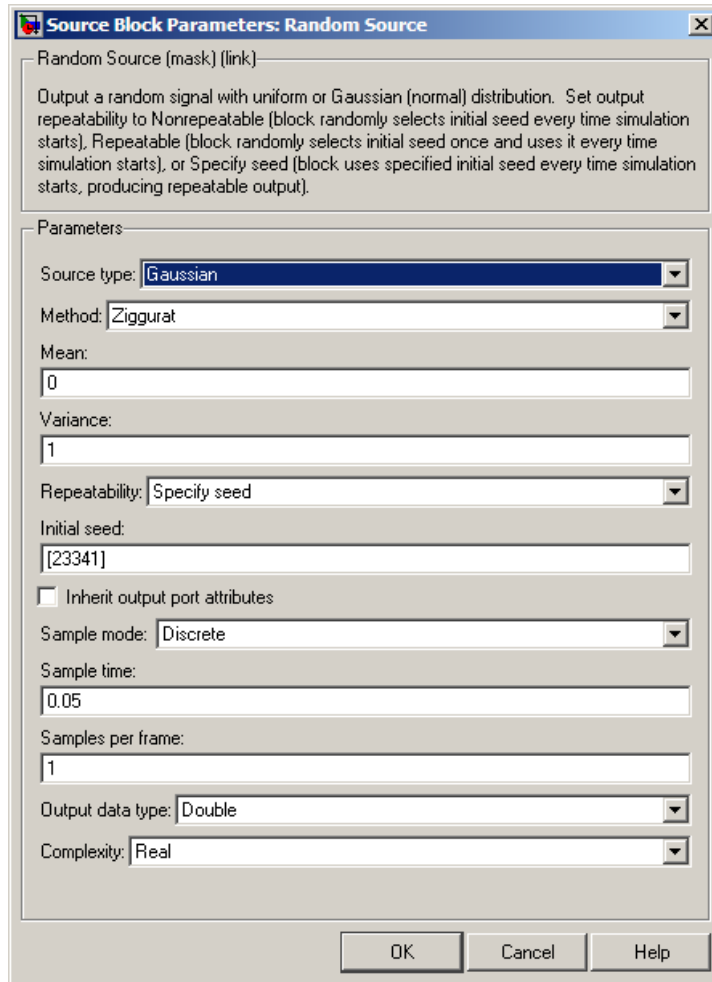 Source Block Parameters: Random Source
Random Source (mask) (link)
Output a random signal with uniform or Gaussian (normal) distribution.  Set output
repeatability to Nonrepeatable (block randomly selects initial seed every time simulation
starts), Repeatable (block randomly selects initial seed once and uses it every time
simulation starts), or Specify seed (block uses specified initial seed every time simulation
starts, producing repeatable output).
Parameters
Source type: Gaussian
Method: Ziggurat
Mean:
0
Variance:
1
Repeatability: Specify seed
Initial seed:
[23341]
Inherit output port attributes
Sample mode: Discrete
Sample time:
0.05
Samples per frame:
1
Output data type: Double
Complexity: Real
OK Cancel Help